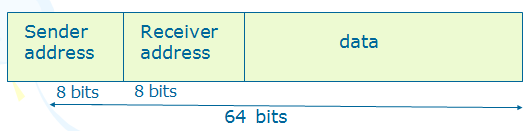 Sender
address
Receiver
address
data
8 bits
8 bits
64 bits